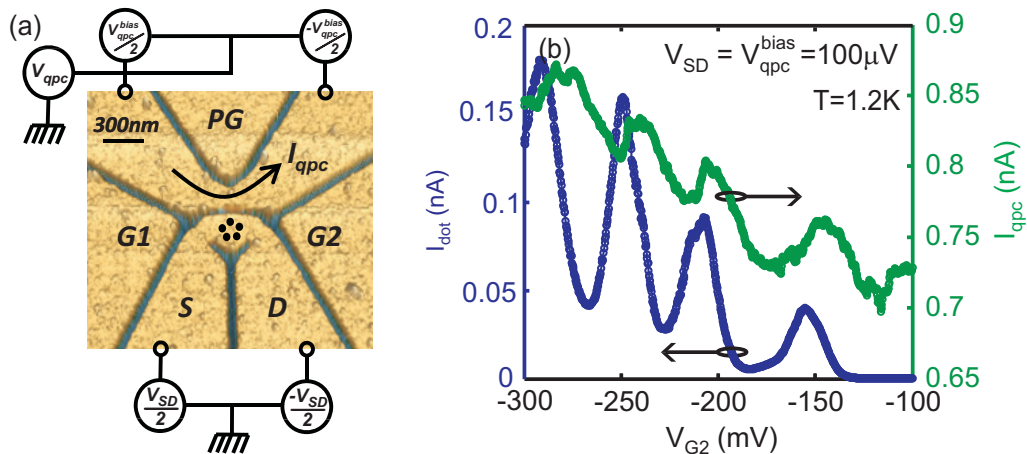 (a)
V_qpc^bias/2
-V_qpc^bias/2
V_qpc
300nm
PG
I_qpc
G1
G2
S
D
V_SD/2
-V_SD/2
(b)
V_SD = V_qpc^bias =100μV
T=1.2K
0.2
0.15
0.1
0.05
0
I_dot (nA)
0.9
0.85
0.8
0.75
0.7
0.65
I_qpc (nA)
-300
-250
-200
-150
-100
V_G2 (mV)